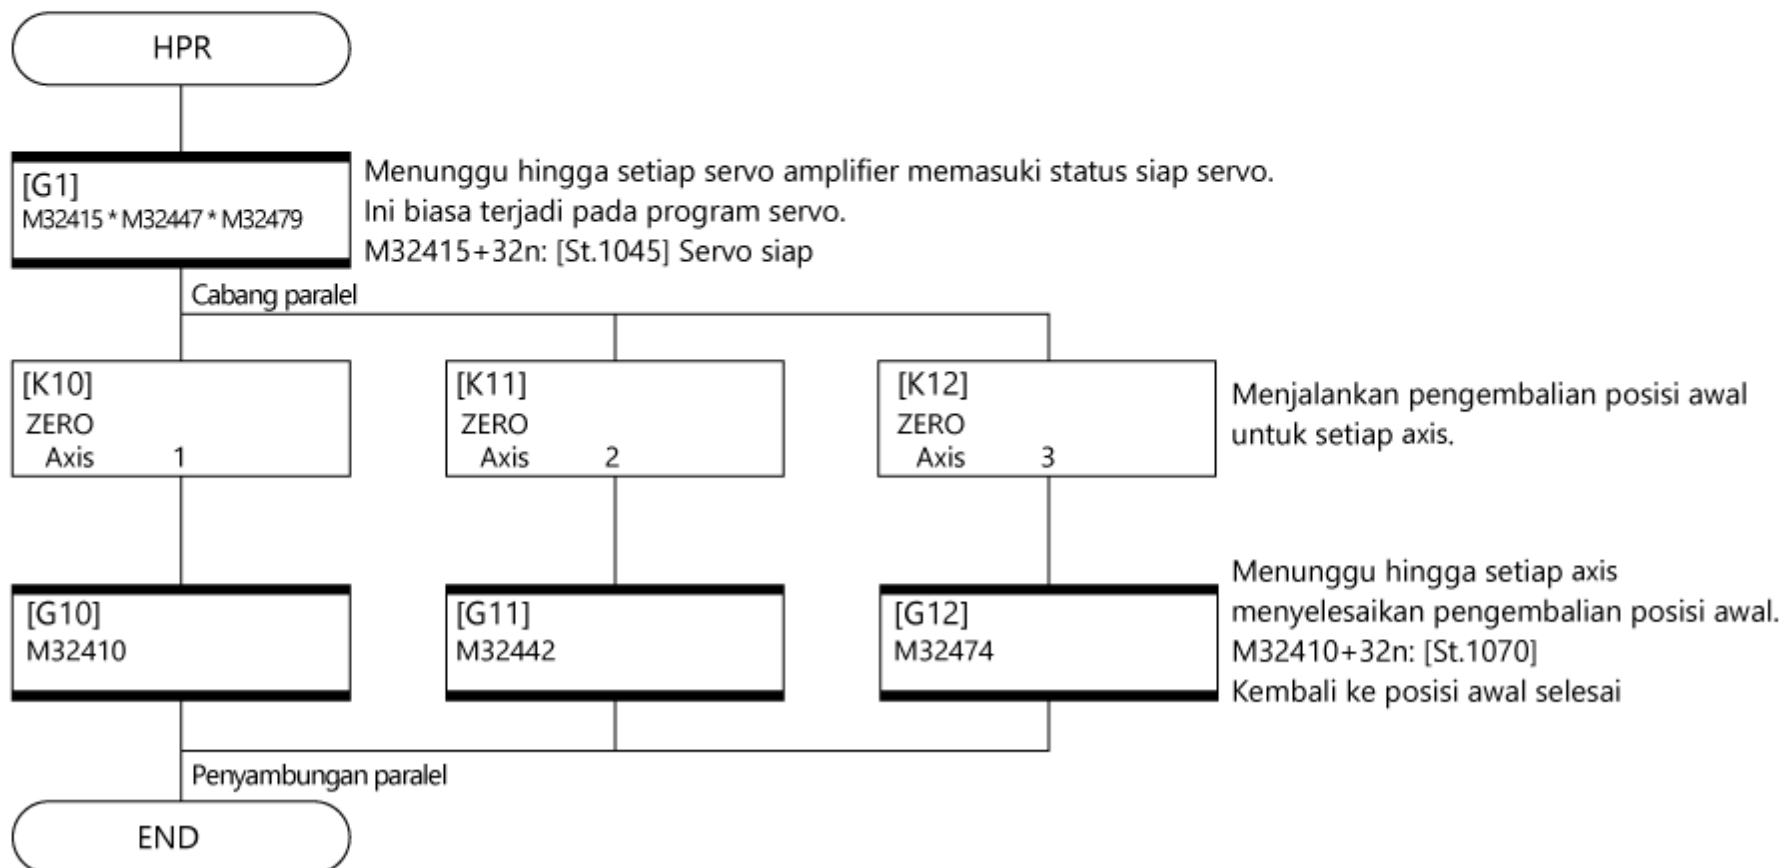 HPR
[G1]
M32415 * M32447 * M32479
Menunggu hingga setiap servo amplifier memasuki status siap servo.
Ini biasa terjadi pada program servo.
M32415+32n: [St.1045] Servo siap
Cabang paralel
[K10]
ZERO
Axis 1
[K11]
ZERO
Axis 2
[K12]
ZERO
Axis 3
Menjalankan pengembalian posisi awal
untuk setiap axis.
[G10]
M32410
[G11]
M32442
[G12]
M32474
Menunggu hingga setiap axis
menyelesaikan pengembalian posisi awal.
M32410+32n: [St.1070]
Kembali ke posisi awal selesai
Penyambungan paralel
END